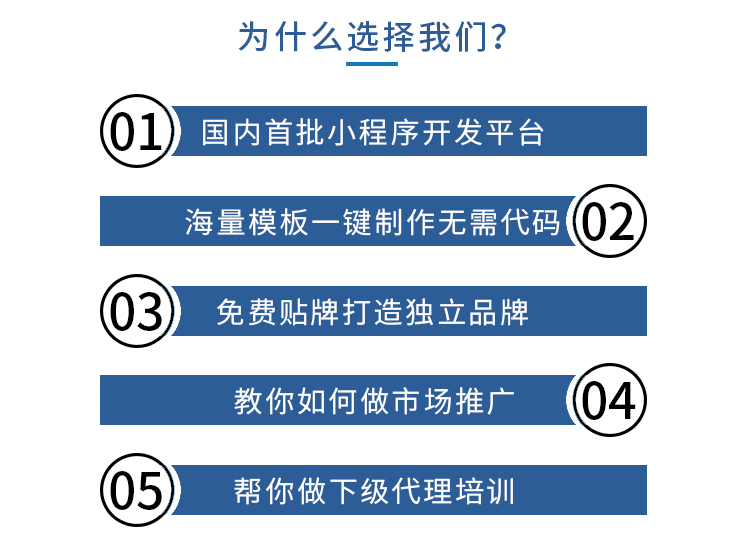 为什么选择我们?
01 国内首批小程序开发平台
海量模板一键制作无需代码 02
03 免费贴牌打造独立品牌
教你如何做市场推广 04
05 帮你做下级代理培训